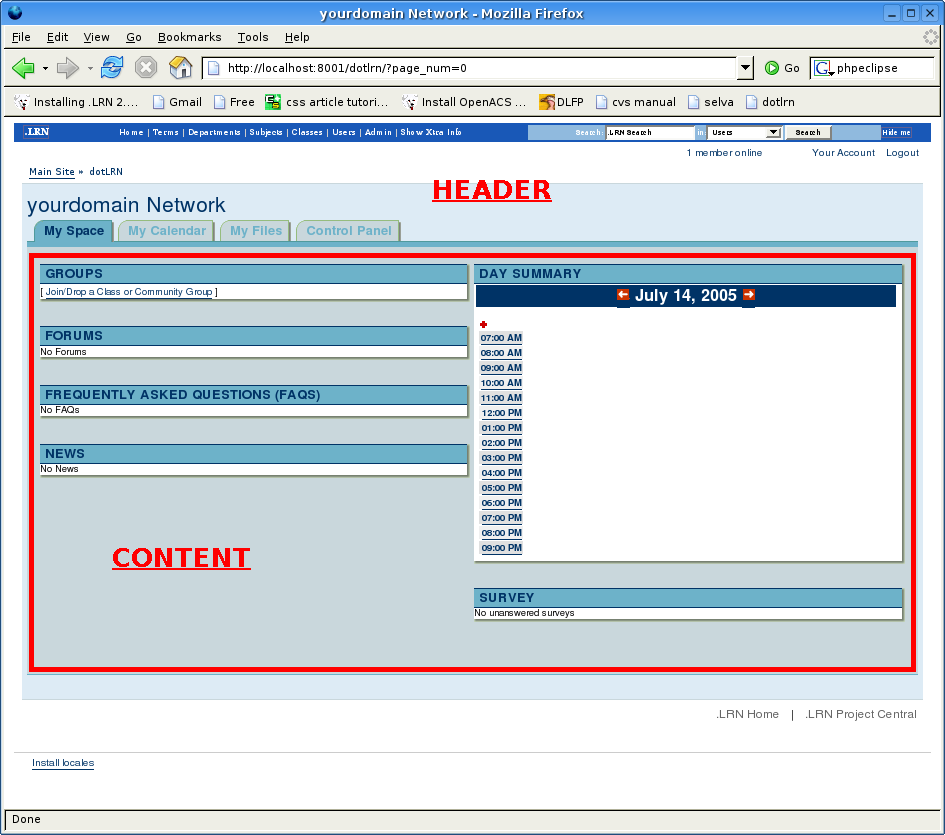 yourdomain Network - Mozilla Firefox
File Edit View Go Bookmarks Tools Help
http://localhost:8001/dotlrn/?page_num=0 Go G phpeclipse
Installing .LRN 2.... Gmail Free css article tutori... Install OpenACS ... DLFP cvs manual selva dotlrn
.LRN Home | Terms | Departments | Subjects | Classes | Users | Admin | Show Xtra Info Search .LRN Search in Users Search Hide me
1 member online Your Account Logout
Main Site » dotLRN
HEADER
yourdomain Network
My Space My Calendar My Files Control Panel
GROUPS
[ Join/Drop a Class or Community Group ]
FORUMS
No Forums
FREQUENTLY ASKED QUESTIONS (FAQS)
No FAQs
NEWS
No News
CONTENT
DAY SUMMARY
July 14, 2005
07:00 AM
08:00 AM
09:00 AM
10:00 AM
11:00 AM
12:00 PM
01:00 PM
02:00 PM
03:00 PM
04:00 PM
05:00 PM
06:00 PM
07:00 PM
08:00 PM
09:00 PM
SURVEY
No unanswered surveys
.LRN Home | .LRN Project Central
Install locales
Done